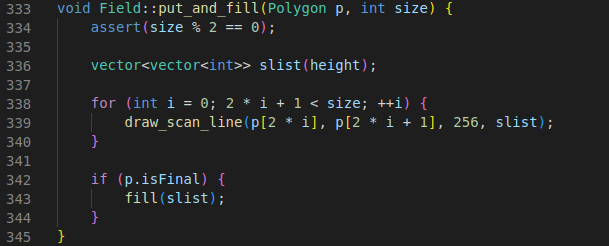 333 void Field::put_and_fill(Polygon p, int size) {
334     assert(size % 2 == 0);
335
336     vector<vector<int>> slist(height);
337
338     for (int i = 0; 2 * i + 1 < size; ++i) {
339         draw_scan_line(p[2 * i], p[2 * i + 1], 256, slist);
340     }
341
342     if (p.isFinal) {
343         fill(slist);
344     }
345 }